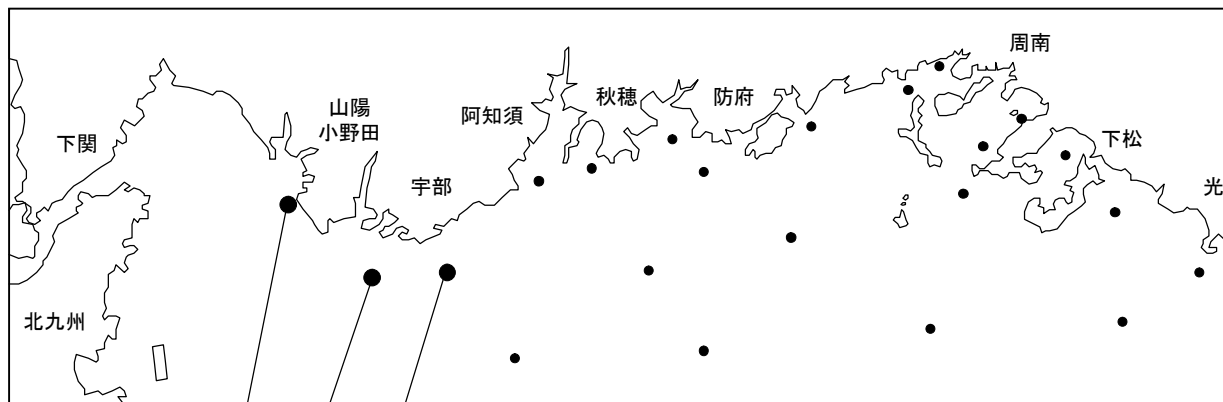 周南
山陽
小野田
阿知須
秋穂
防府
下関
下松
宇部
光
北九州